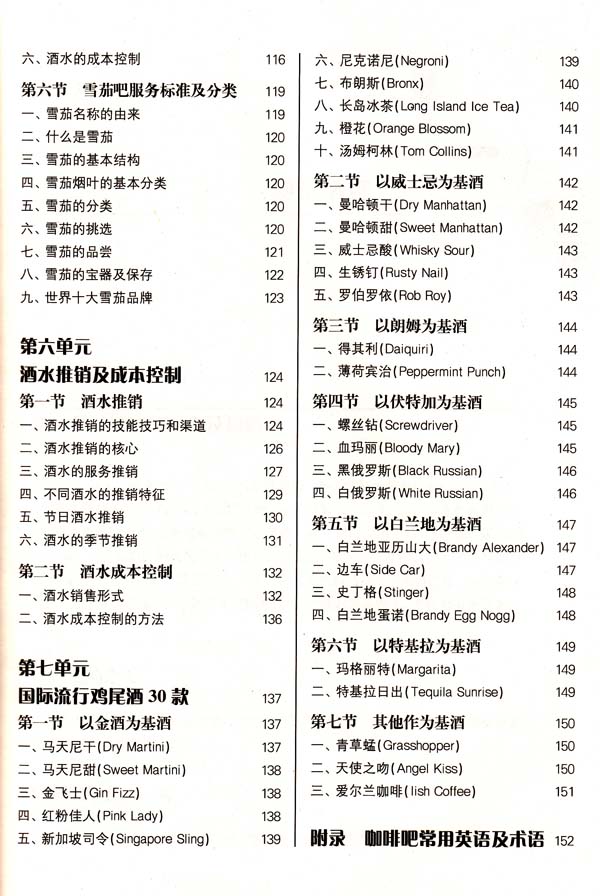 六、酒水的成本控制 116
第六节 雪茄吧服务标准及分类 119
一、雪茄名称的由来 119
二、什么是雪茄 120
三、雪茄的基本结构 120
四、雪茄烟叶的基本分类 120
五、雪茄的分类 120
六、雪茄的挑选 120
七、雪茄的品尝 121
八、雪茄的宝器及保存 122
九、世界十大雪茄品牌 123
第六单元
酒水推销及成本控制 124
第一节 酒水推销 124
一、酒水推销的技能技巧和渠道 124
二、酒水推销的核心 126
三、酒水的服务推销 127
四、不同酒水的推销特征 129
五、节日酒水推销 130
六、酒水的季节推销 131
第二节 酒水成本控制 132
一、酒水销售形式 132
二、酒水成本控制的方法 136
第七单元
国际流行鸡尾酒 30 款 137
第一节 以金酒为基酒 137
一、马天尼干(Dry Martini) 137
二、马天尼甜(Sweet Martini) 138
三、金飞士(Gin Fizz) 138
四、红粉佳人(Pink Lady) 138
五、新加坡司令(Singapore Sling) 139
六、尼克诺尼(Negroni) 139
七、布朗斯(Bronx) 140
八、长岛冰茶(Long Island Ice Tea) 140
九、橙花(Orange Blossom) 141
十、汤姆柯林(Tom Collins) 141
第二节 以威士忌为基酒 142
一、曼哈顿干(Dry Manhattan) 142
二、曼哈顿甜(Sweet Manhattan) 142
三、威士忌酸(Whisky Sour) 143
四、生锈钉(Rusty Nail) 143
五、罗伯罗依(Rob Roy) 143
第三节 以朗姆为基酒 144
一、得其利(Daiquiri) 144
二、薄荷宾治(Peppermint Punch) 144
第四节 以伏特加为基酒 145
一、螺丝钻(Screwdriver) 145
二、血玛丽(Bloody Mary) 145
三、黑俄罗斯(Black Russian) 146
四、白俄罗斯(White Russian) 146
第五节 以白兰地为基酒 147
一、白兰地亚历山大(Brandy Alexander) 147
二、边车(Side Car) 147
三、史丁格(Stinger) 148
四、白兰地蛋诺(Brandy Egg Nogg) 148
第六节 以特基拉为基酒 149
一、玛格丽特(Margarita) 149
二、特基拉日出(Tequila Sunrise) 149
第七节 其他作为基酒 150
一、青草蜢(Grasshopper) 150
二、天使之吻(Angel Kiss) 150
三、爱尔兰咖啡(Iish Coffee) 151
附录 咖啡吧常用英语及术语 152